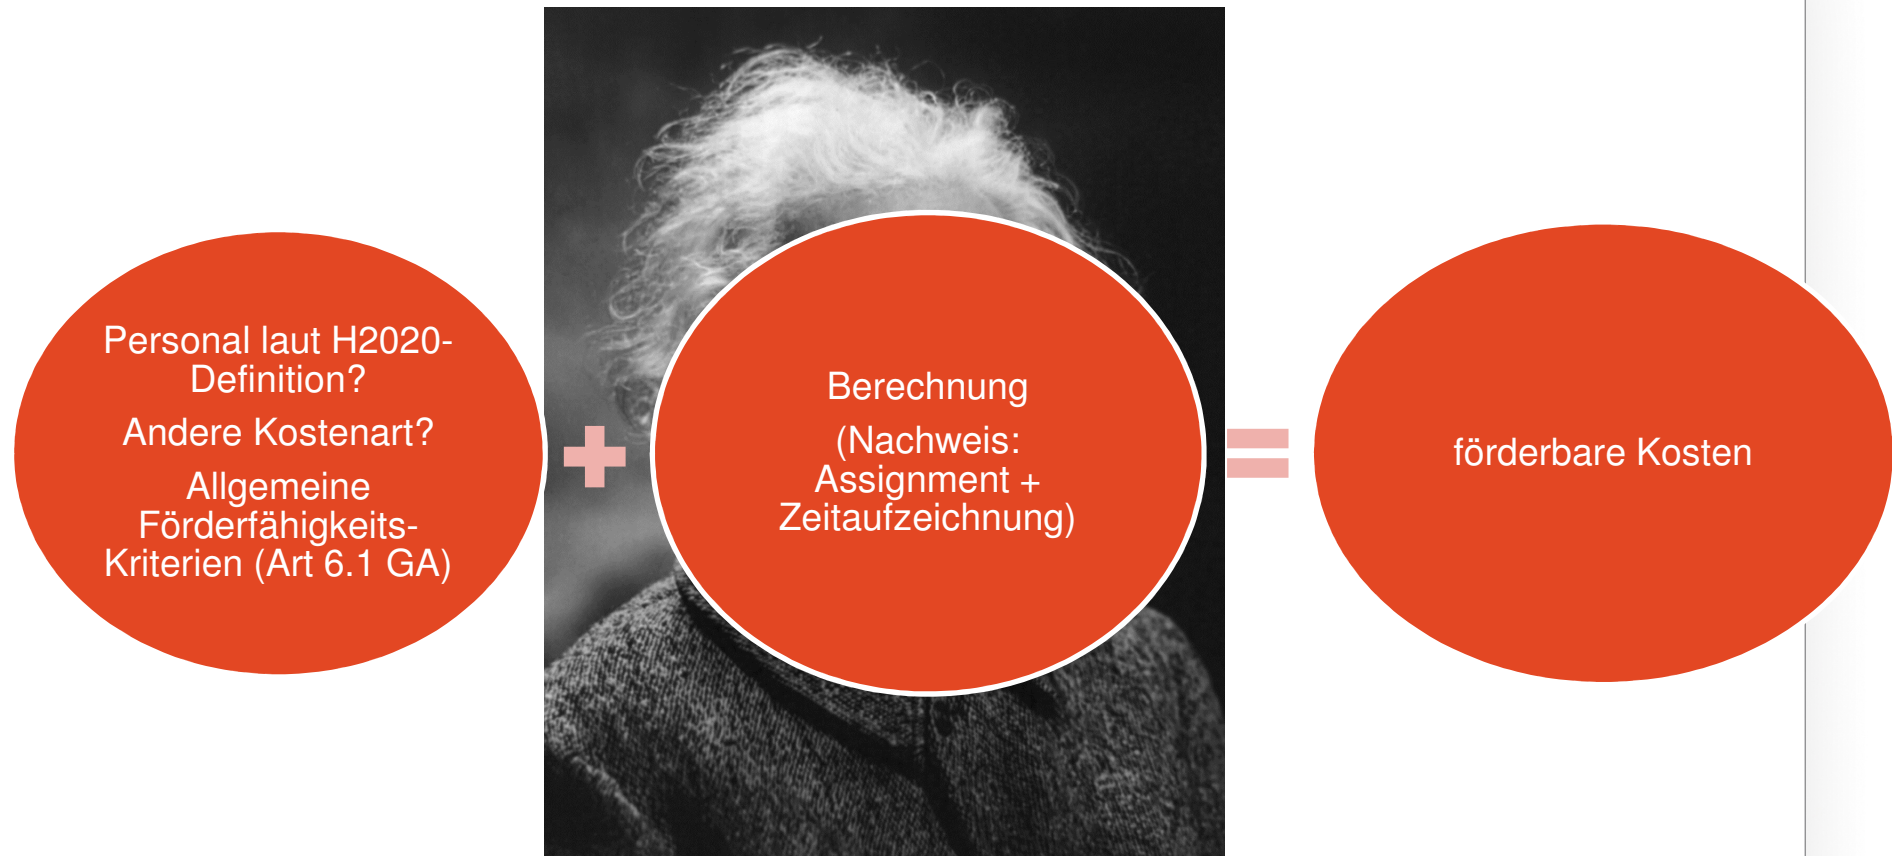 Personal laut H2020-
Definition?
Andere Kostenart?
Allgemeine
Förderfähigkeits-
Kriterien (Art 6.1 GA)
Berechnung
(Nachweis:
Assignment +
Zeitaufzeichnung)
förderbare Kosten